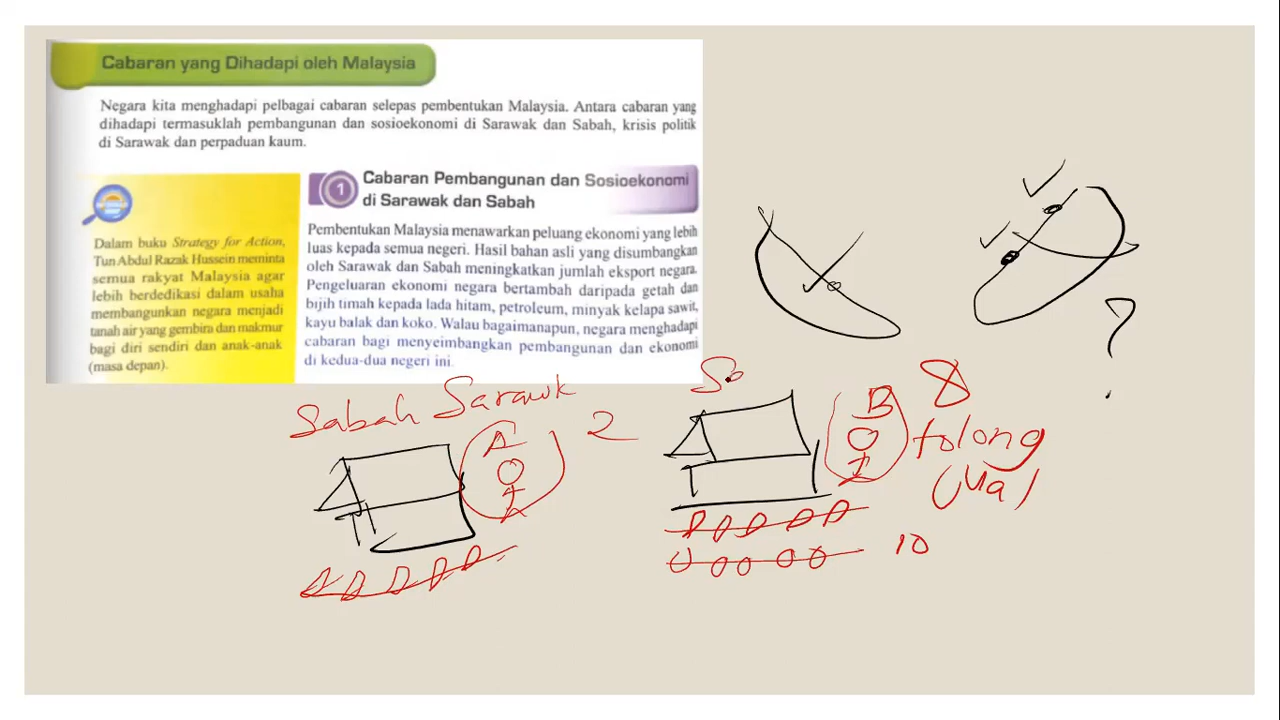 Cabaran yang Dihadapi oleh Malaysia
Negara kita menghadapi pelbagai cabaran selepas pembentukan Malaysia. Antara cabaran yang
dihadapi termasuklah pembangunan dan sosioekonomi di Sarawak dan Sabah, krisis politik
di Sarawak dan perpaduan kaum.
Dalam buku Strategy for Action,
Tun Abdul Razak Hussein meminta
semua rakyat Malaysia agar
lebih berdedikasi dalam usaha
membangunkan negara menjadi
tanah air yang gembira dan makmur
bagi diri sendiri dan anak-anak
(masa depan).
1
Cabaran Pembangunan dan Sosioekonomi
di Sarawak dan Sabah
Pembentukan Malaysia menawarkan peluang ekonomi yang lebih
luas kepada semua negeri. Hasil bahan asli yang disumbangkan
oleh Sarawak dan Sabah meningkatkan jumlah eksport negara.
Pengeluaran ekonomi negara bertambah daripada getah dan
bijih timah kepada lada hitam, petroleum, minyak kelapa sawit,
kayu balak dan koko. Walau bagaimanapun, negara menghadapi
cabaran bagi menyeimbangkan pembangunan dan ekonomi
di kedua-dua negeri ini.
?
Sabah
A
2
B
8
tolong
10